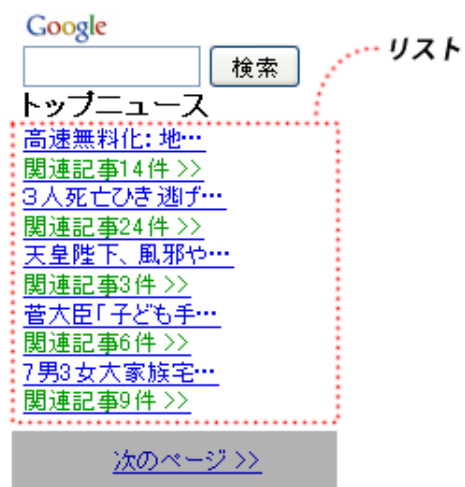 Google
検索
リスト
トップニュース
高速無料化: 地…
関連記事14件 >>
3人死亡ひき逃げ…
関連記事24件 >>
天皇陛下、風邪や…
関連記事3件 >>
菅大臣「子ども手…
関連記事6件 >>
7男3女大家族宅…
関連記事9件 >>
次のページ >>